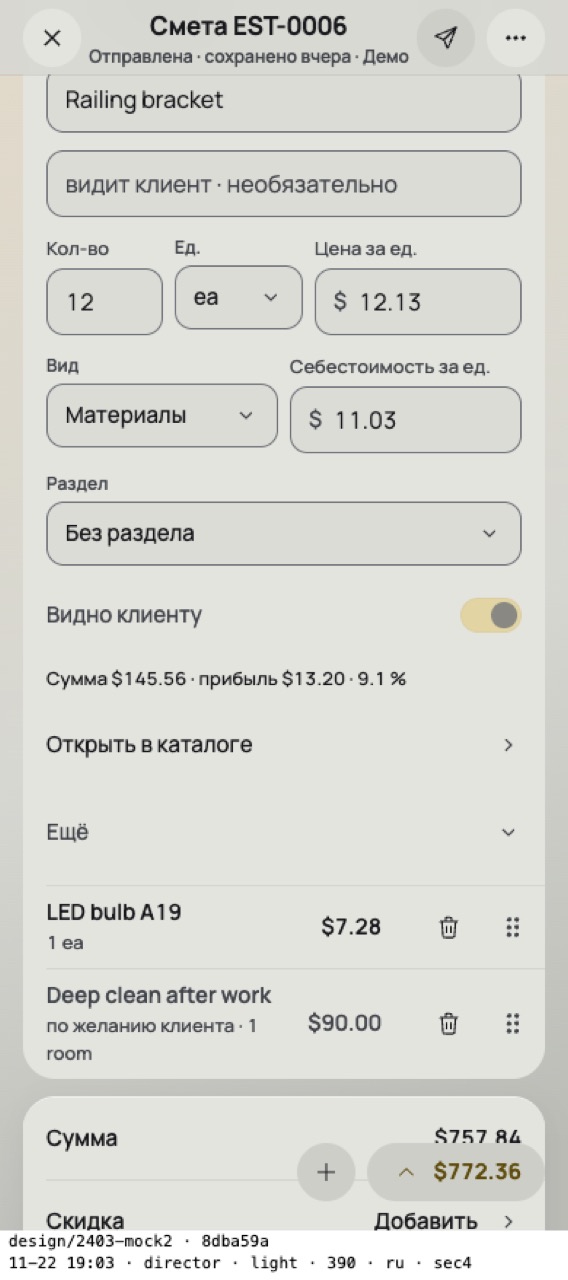 Смета EST-0006
Отправлена · сохранено вчера · Демо
Railing bracket
видит клиент · необязательно
Кол-во Ед. Цена за ед.
12 ea $ 12.13
Вид Себестоимость за ед.
Материалы $ 11.03
Раздел
Без раздела
Видно клиенту
Сумма $145.56 · прибыль $13.20 · 9.1 %
Открыть в каталоге
Ещё
LED bulb A19 $7.28
1 ea
Deep clean after work $90.00
по желанию клиента · 1
room
Сумма $757.84
$772.36
Скидка Добавить
design/2403-mock2 · 8dba59a
11-22 19:03 · director · light · 390 · ru · sec4